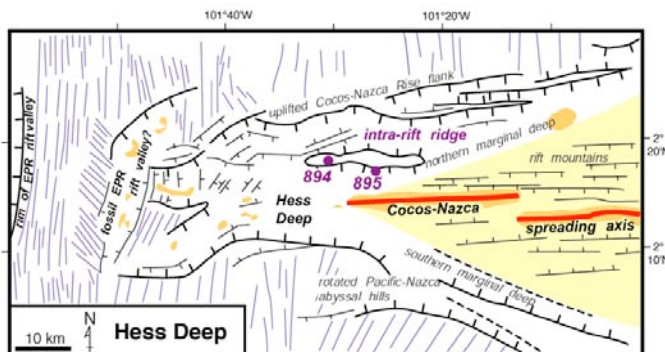 101°40'W
101°20'W
uplifted Cocos-Nazca Rise flank
rim of EPR rift valley
fossil EPR
rift valley?
intra-rift ridge
northern marginal deep
2°
20'N
894
895
rift mountains
Hess
Deep
Cocos-Nazca
spreading axis
2°
10'N
southern marginal deep
rotated Pacific-Nazca
abyssal hills
N
10 km
Hess Deep